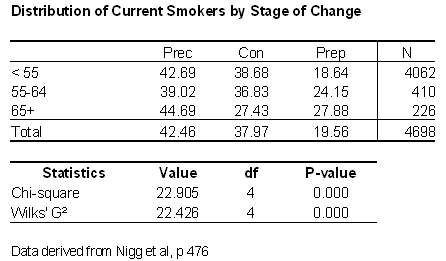 Distribution of Current Smokers by Stage of Change
Prec Con Prep N
< 55 42.69 38.68 18.64 4062
55-64 39.02 36.83 24.15 410
65+ 44.69 27.43 27.88 226
Total 42.46 37.97 19.56 4698
Statistics Value df P-value
Chi-square 22.905 4 0.000
Wilks' G² 22.426 4 0.000
Data derived from Nigg et al, p 476